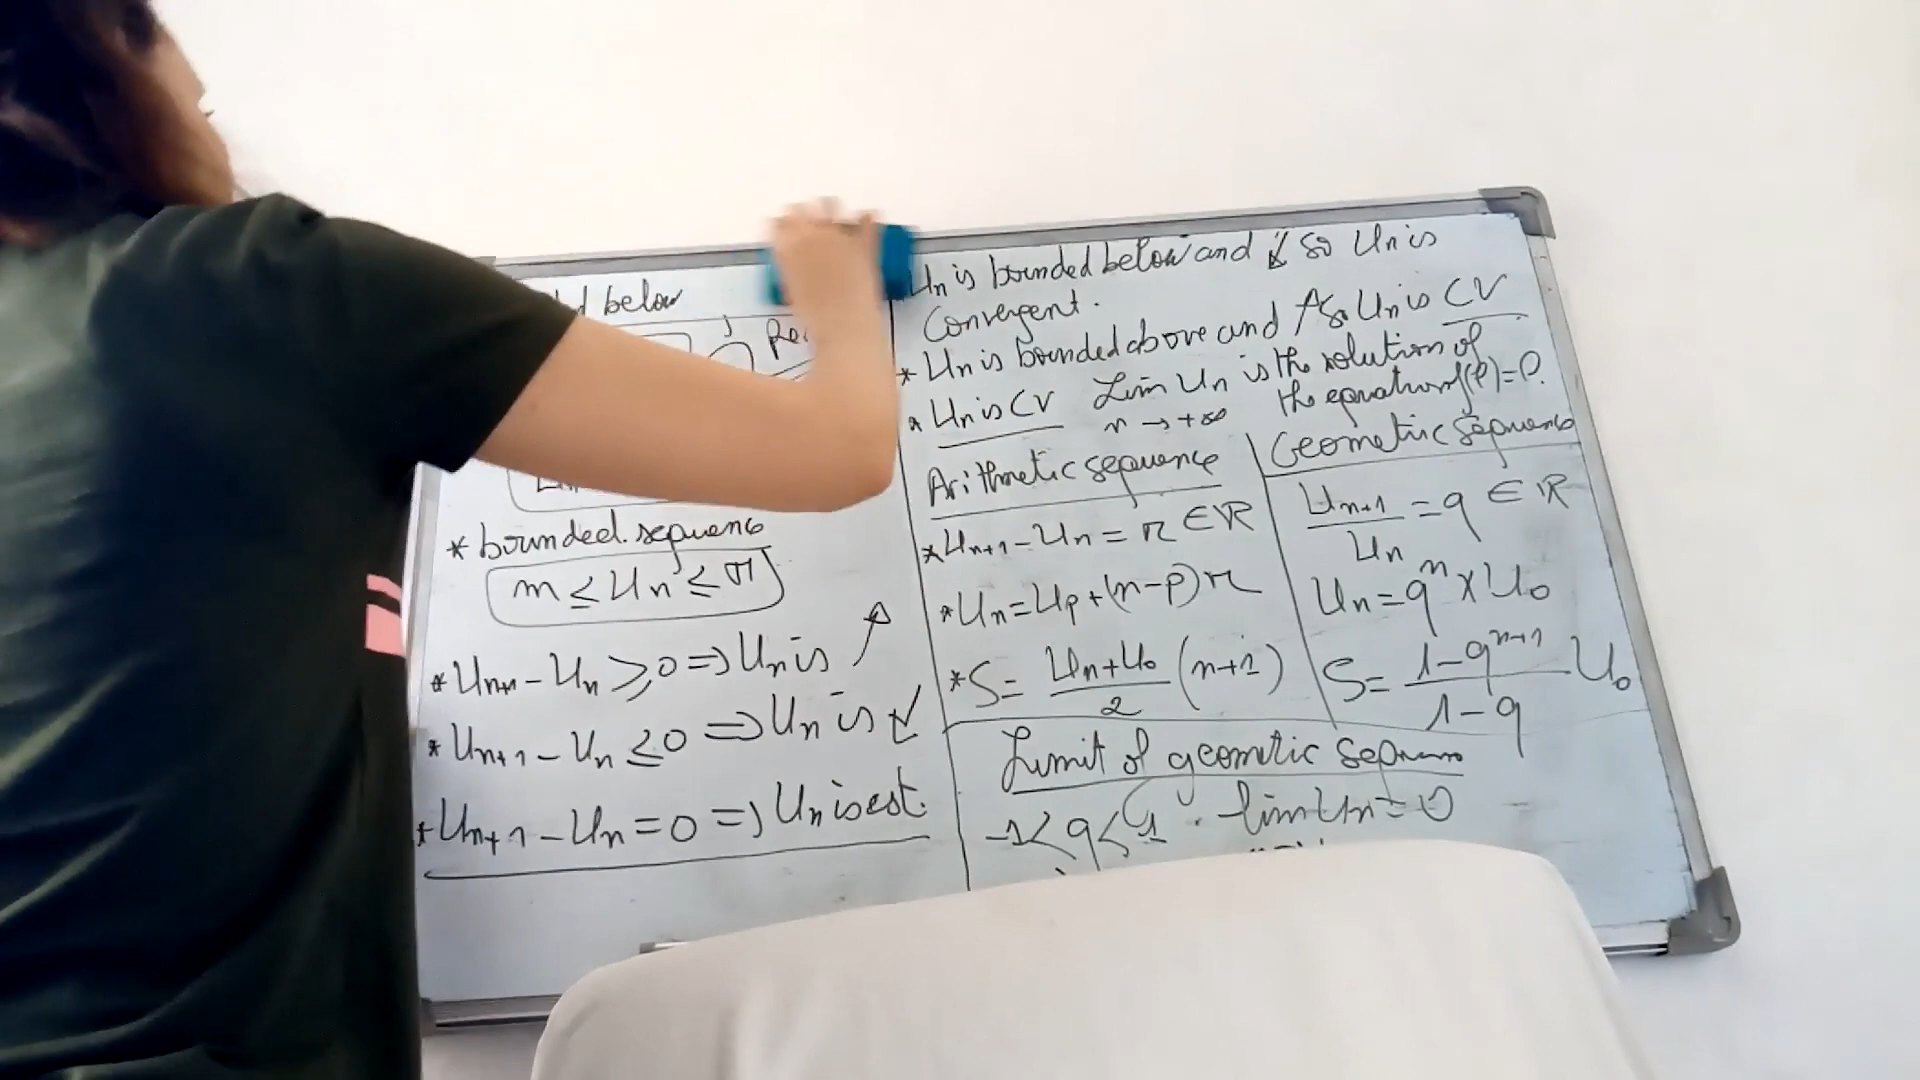 below
* bounded. sequence
m ≤ Un ≤ M
* Un+1 - Un ≥ 0 => Un is ↗
* Un+1 - Un ≤ 0 => Un is ↙
* Un+1 - Un = 0 => Un is cst.
Un is bounded below and ↙ so Un is
Convergent.
* Un is bounded above and ↗ so Un is CV
* Un is CV Lim Un is the solution of
n → +∞ the equation f(l)=l.
Arithmetic sequence
* Un+1 - Un = r ∈ IR
* Un = Up + (n-p)r
* S = (Un + U0)/2 (n+1)
Geometric sequence
Un+1/Un = q ∈ IR
Un = q^n x U0
S = (1 - q^(n+1))/(1 - q) U0
Limit of geometric sequence
-1 < q < 1 . lim Un = 0